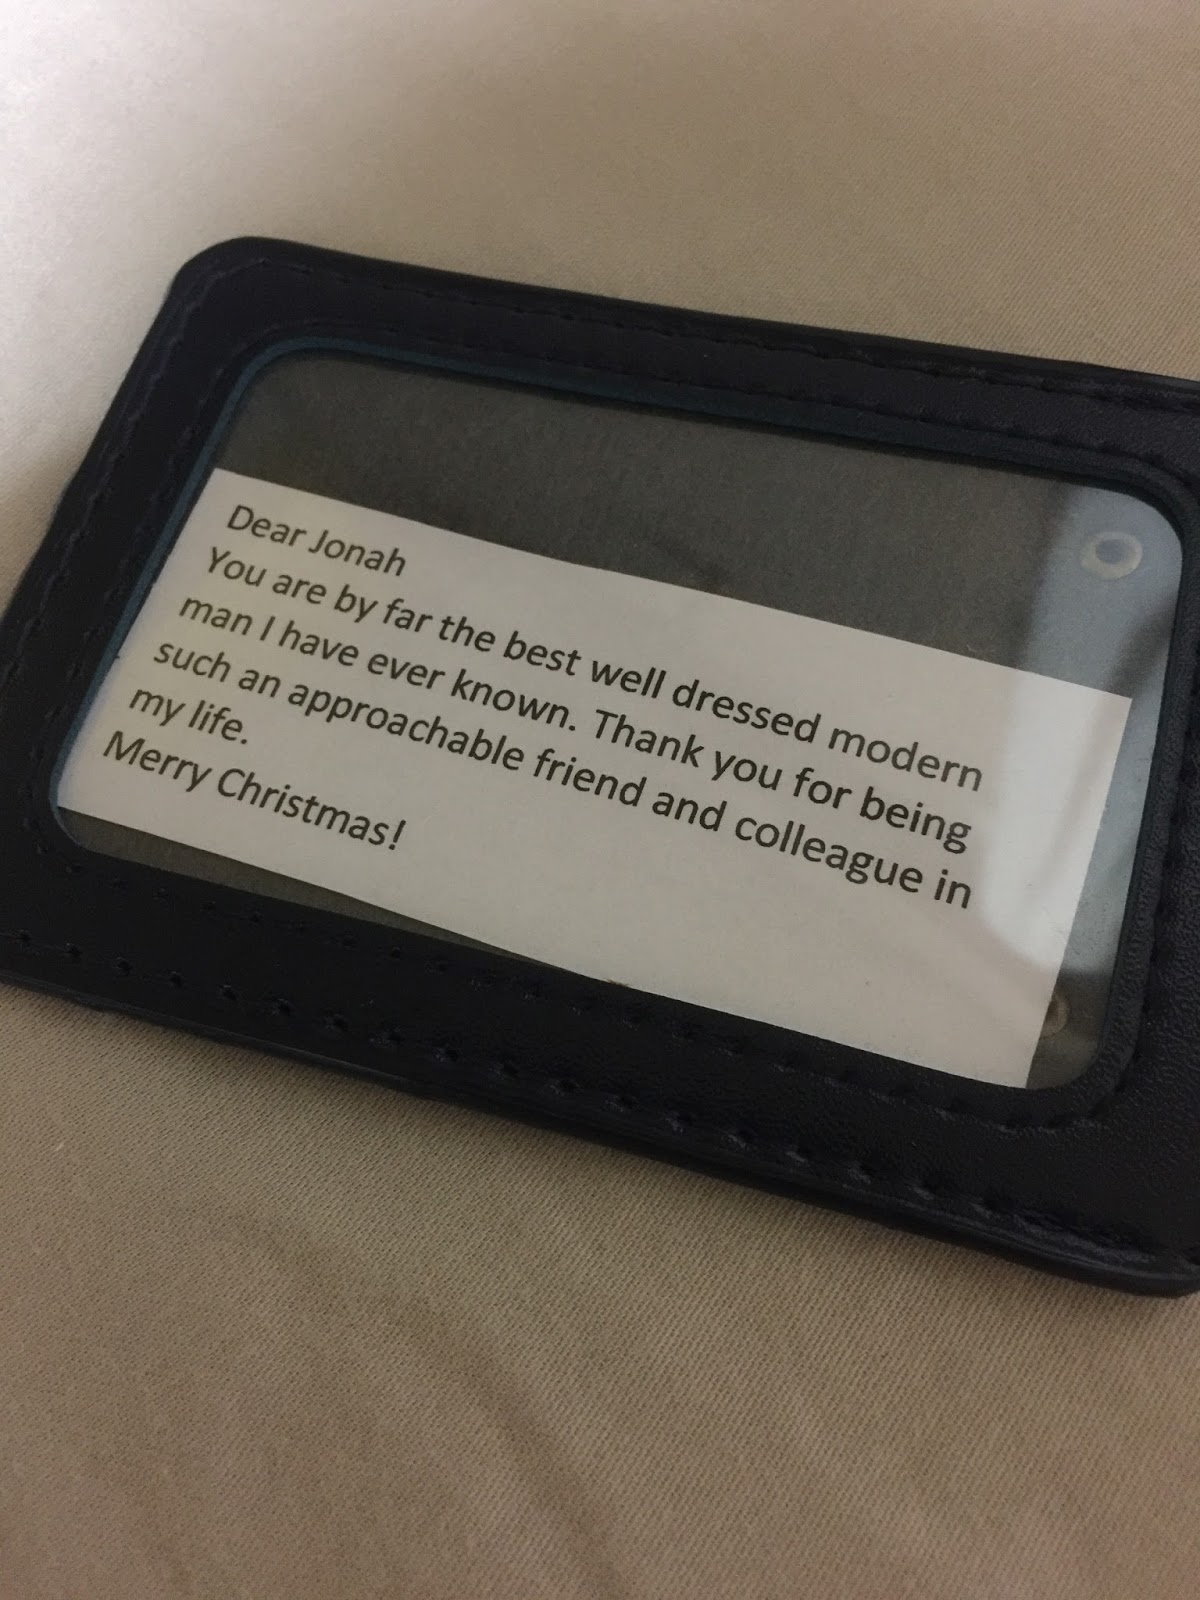 Dear Jonah
You are by far the best well dressed modern
man I have ever known. Thank you for being
such an approachable friend and colleague in
my life.
Merry Christmas!